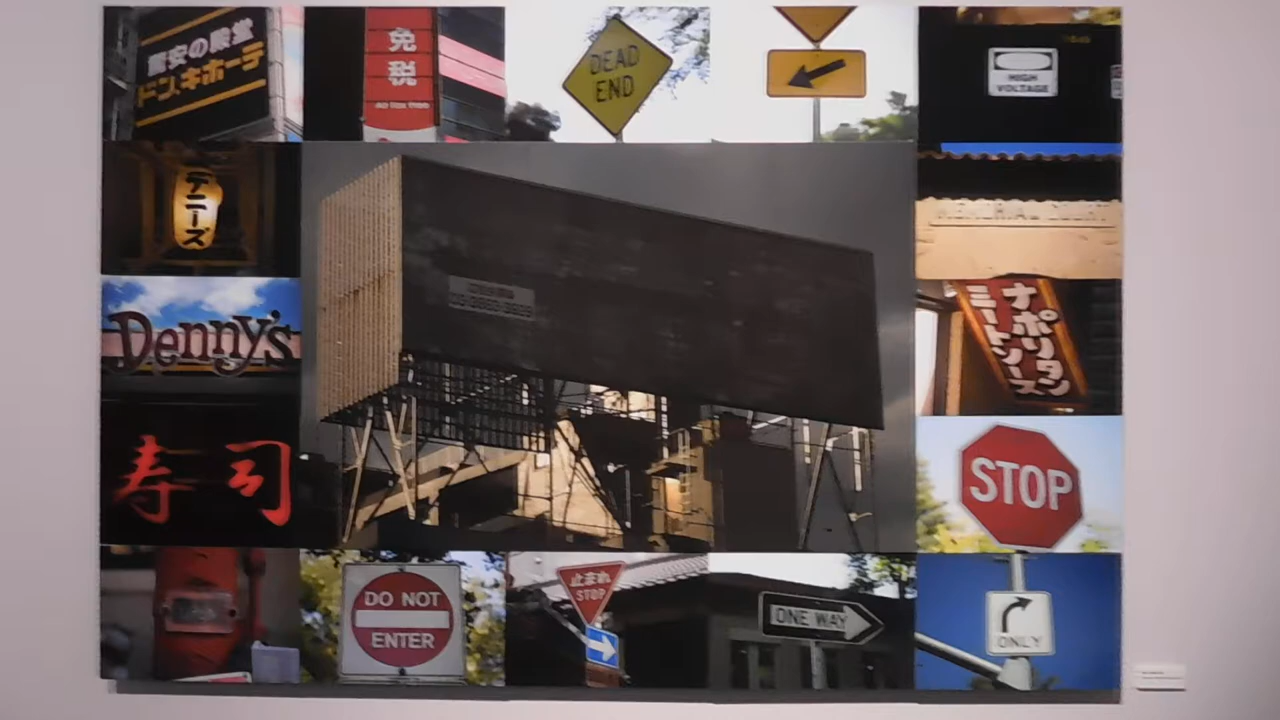 驚安の殿堂
ドン.キホーテ
免
税
DEAD
END
HIGH
VOLTAGE
デニーズ
Denny's
ナポリタン
ミートソース
寿司
STOP
DO NOT
ENTER
止まれ
STOP
ONE WAY
ONLY